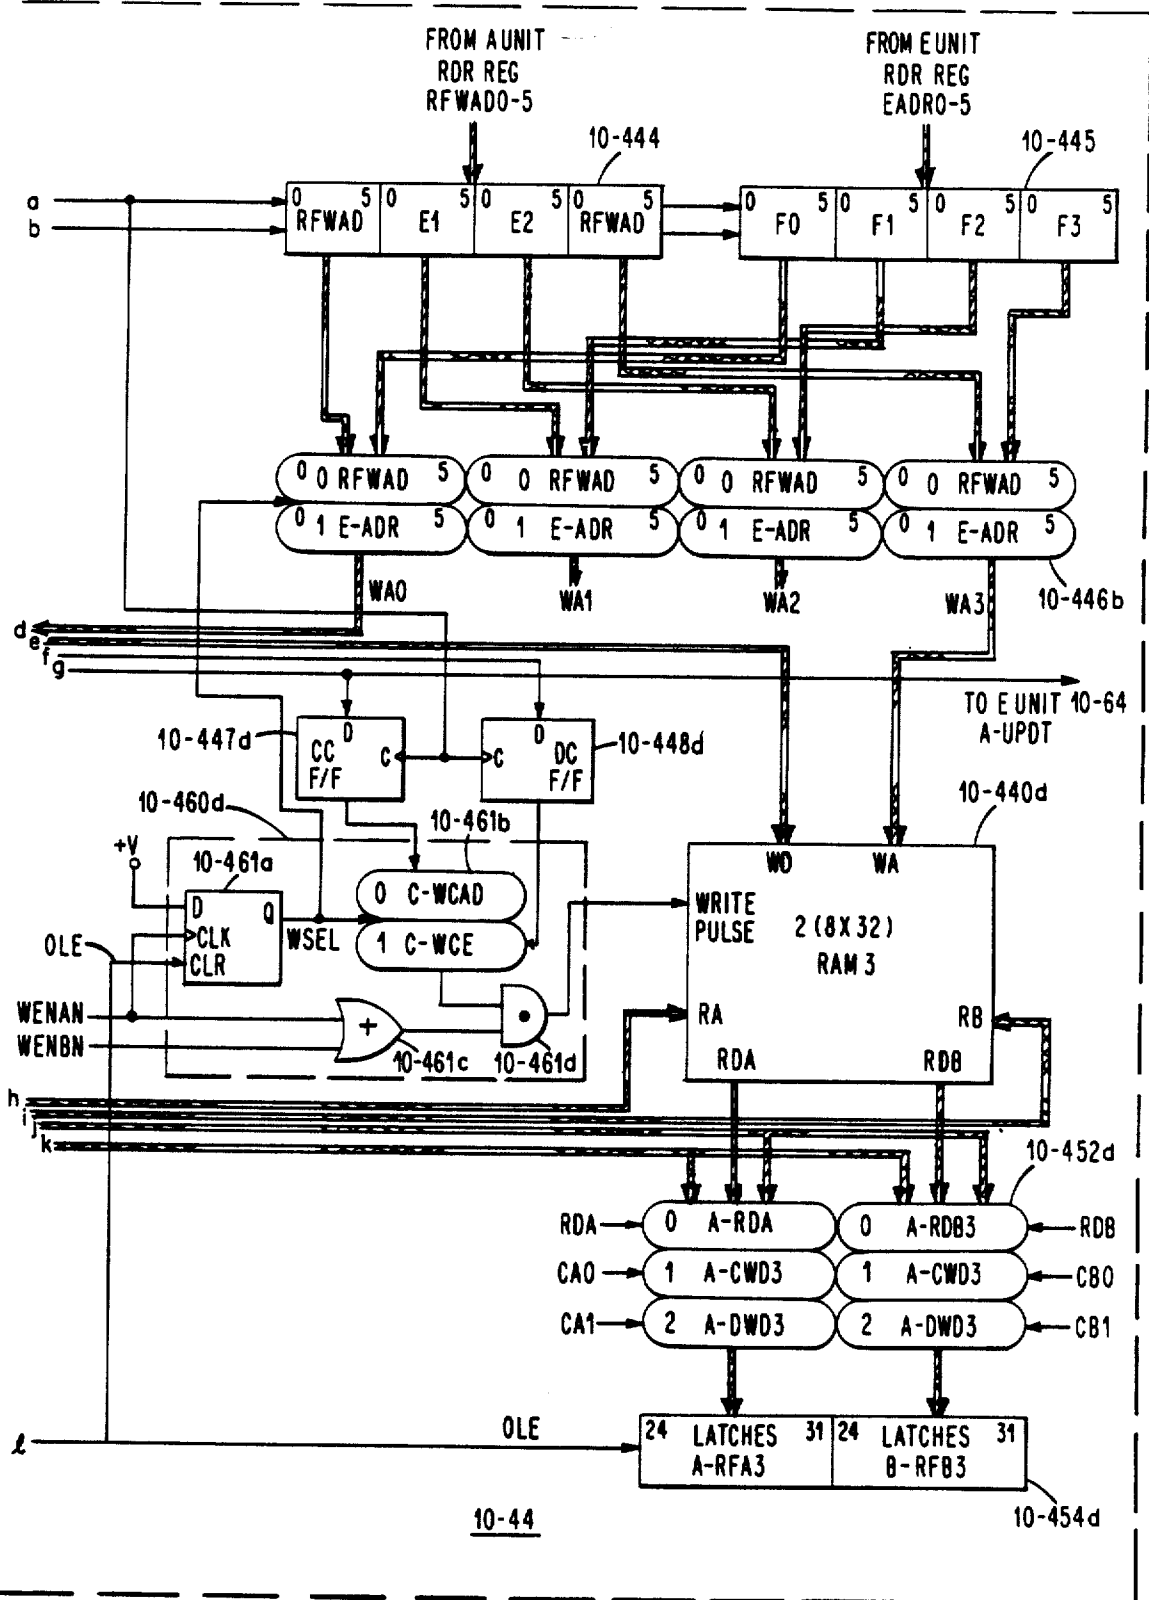 FROM A UNIT
RDR REG
RFWAD0-5
FROM E UNIT
RDR REG
EADR0-5
10-444
10-445
a
b
0 5 0 5 0 5 0 5
RFWAD E1 E2 RFWAD
0 5 0 5 0 5 0 5
F0 F1 F2 F3
0 0 RFWAD 5
0 0 RFWAD 5
0 0 RFWAD 5
0 0 RFWAD 5
0 1 E-ADR 5
0 1 E-ADR 5
0 1 E-ADR 5
0 1 E-ADR 5
WA0
WA1
WA2
WA3
10-446b
d
e
f
g
TO E UNIT 10-64
A-UPDT
10-447d
D
CC
F/F
C
D
C
DC
F/F
10-448d
10-460d
10-461b
10-440d
+V
10-461a
D Q
CLK
CLR
OLE
WSEL
0 C-WCAD
1 C-WCE
WD WA
WRITE
PULSE
2 (8X32)
RAM 3
RA
RB
RDA
RDB
WENAN
WENBN
+
10-461c
10-461d
h
i
j
k
10-452d
RDA
0 A-RDA
0 A-RDB3
RDB
CA0
1 A-CWD3
1 A-CWD3
CB0
CA1
2 A-DWD3
2 A-DWD3
CB1
l
OLE
24 LATCHES 31
A-RFA3
24 LATCHES 31
B-RFB3
10-454d
10-44